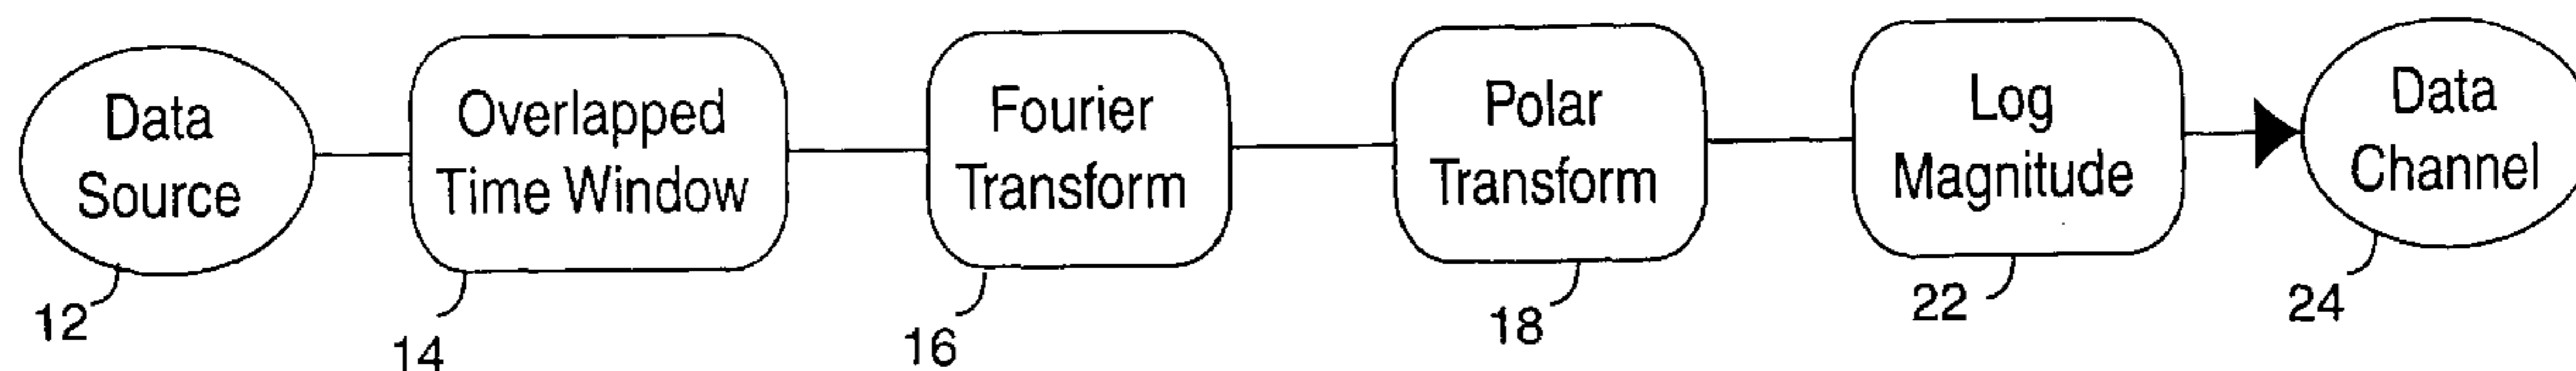 Data
Source
Overlapped
Time Window
Fourier
Transform
Polar
Transform
Log
Magnitude
Data
Channel
12
14
16
18
22
24